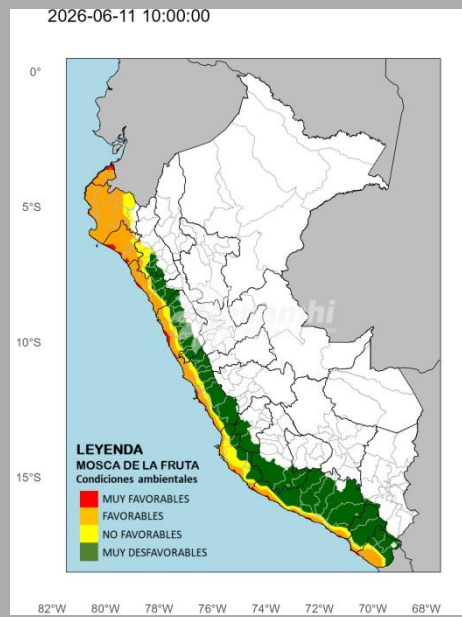 2026-06-11 10:00:00
0°
5°S
10°S
15°S
senamhi
LEYENDA
MOSCA DE LA FRUTA
Condiciones ambientales
MUY FAVORABLES
FAVORABLES
NO FAVORABLES
MUY DESFAVORABLES
82°W 80°W 78°W 76°W 74°W 72°W 70°W 68°W